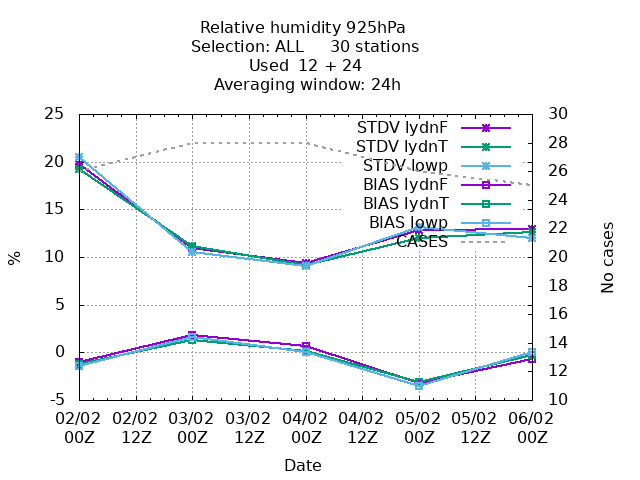 Relative humidity 925hPa
Selection: ALL     30 stations
Used  12 + 24
Averaging window: 24h
25
20
15
10
5
0
-5
%
30
28
26
24
22
20
18
16
14
12
10
No cases
STDV lydnF
STDV lydnT
STDV lowp
BIAS lydnF
BIAS lydnT
BIAS lowp
CASES
02/02 02/02 03/02 03/02 04/02 04/02 05/02 05/02 06/02
00Z 12Z 00Z 12Z 00Z 12Z 00Z 12Z 00Z
Date